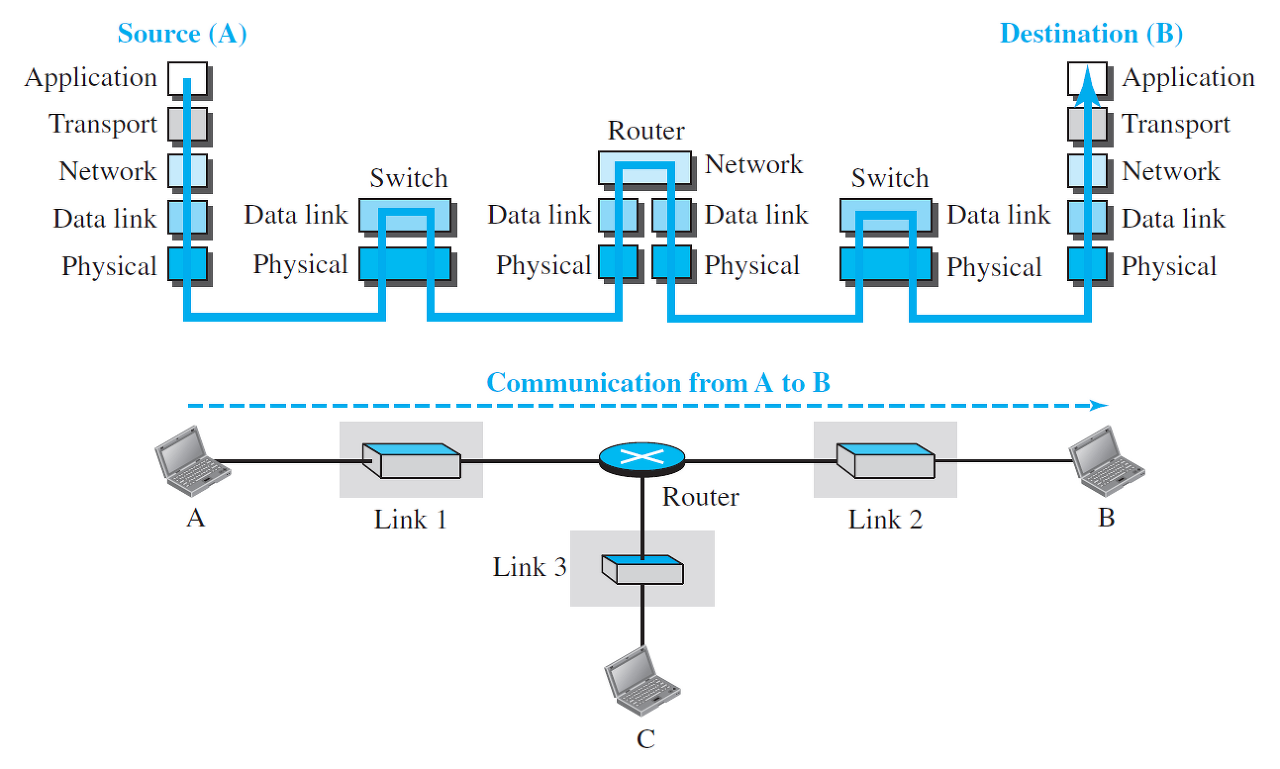 Source (A)
Destination (B)
Application
Transport
Network
Data link
Physical
Switch
Data link
Physical
Router
Network
Data link
Data link
Physical
Physical
Switch
Data link
Physical
Application
Transport
Network
Data link
Physical
Communication from A to B
A
Link 1
Router
Link 2
B
Link 3
C